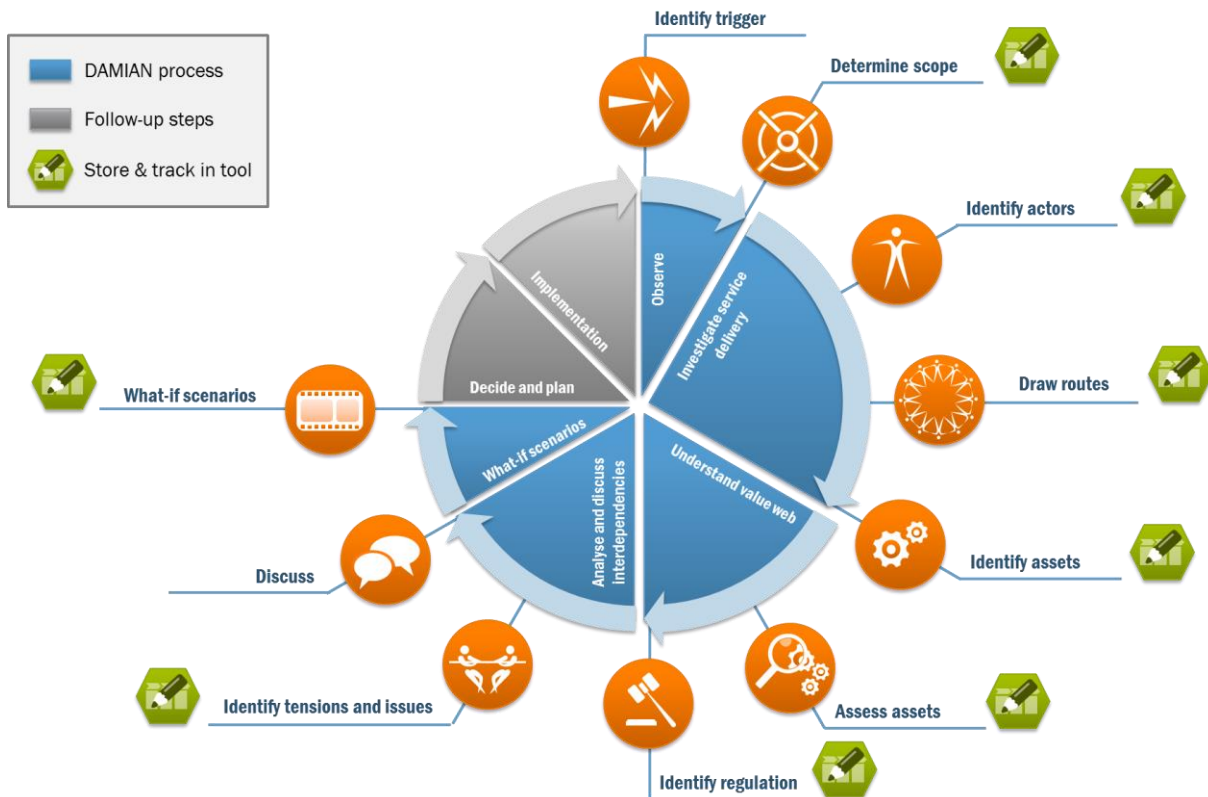 DAMIAN process
Follow-up steps
Store & track in tool
Identify trigger
Determine scope
Identify actors
Draw routes
Identify assets
Assess assets
Identify regulation
Identify tensions and issues
Discuss
What-if scenarios
Observe
Investigate service
delivery
Understand value web
Analyse and discuss
Interdependencies
What-if scenarios
Decide and plan
Implementation